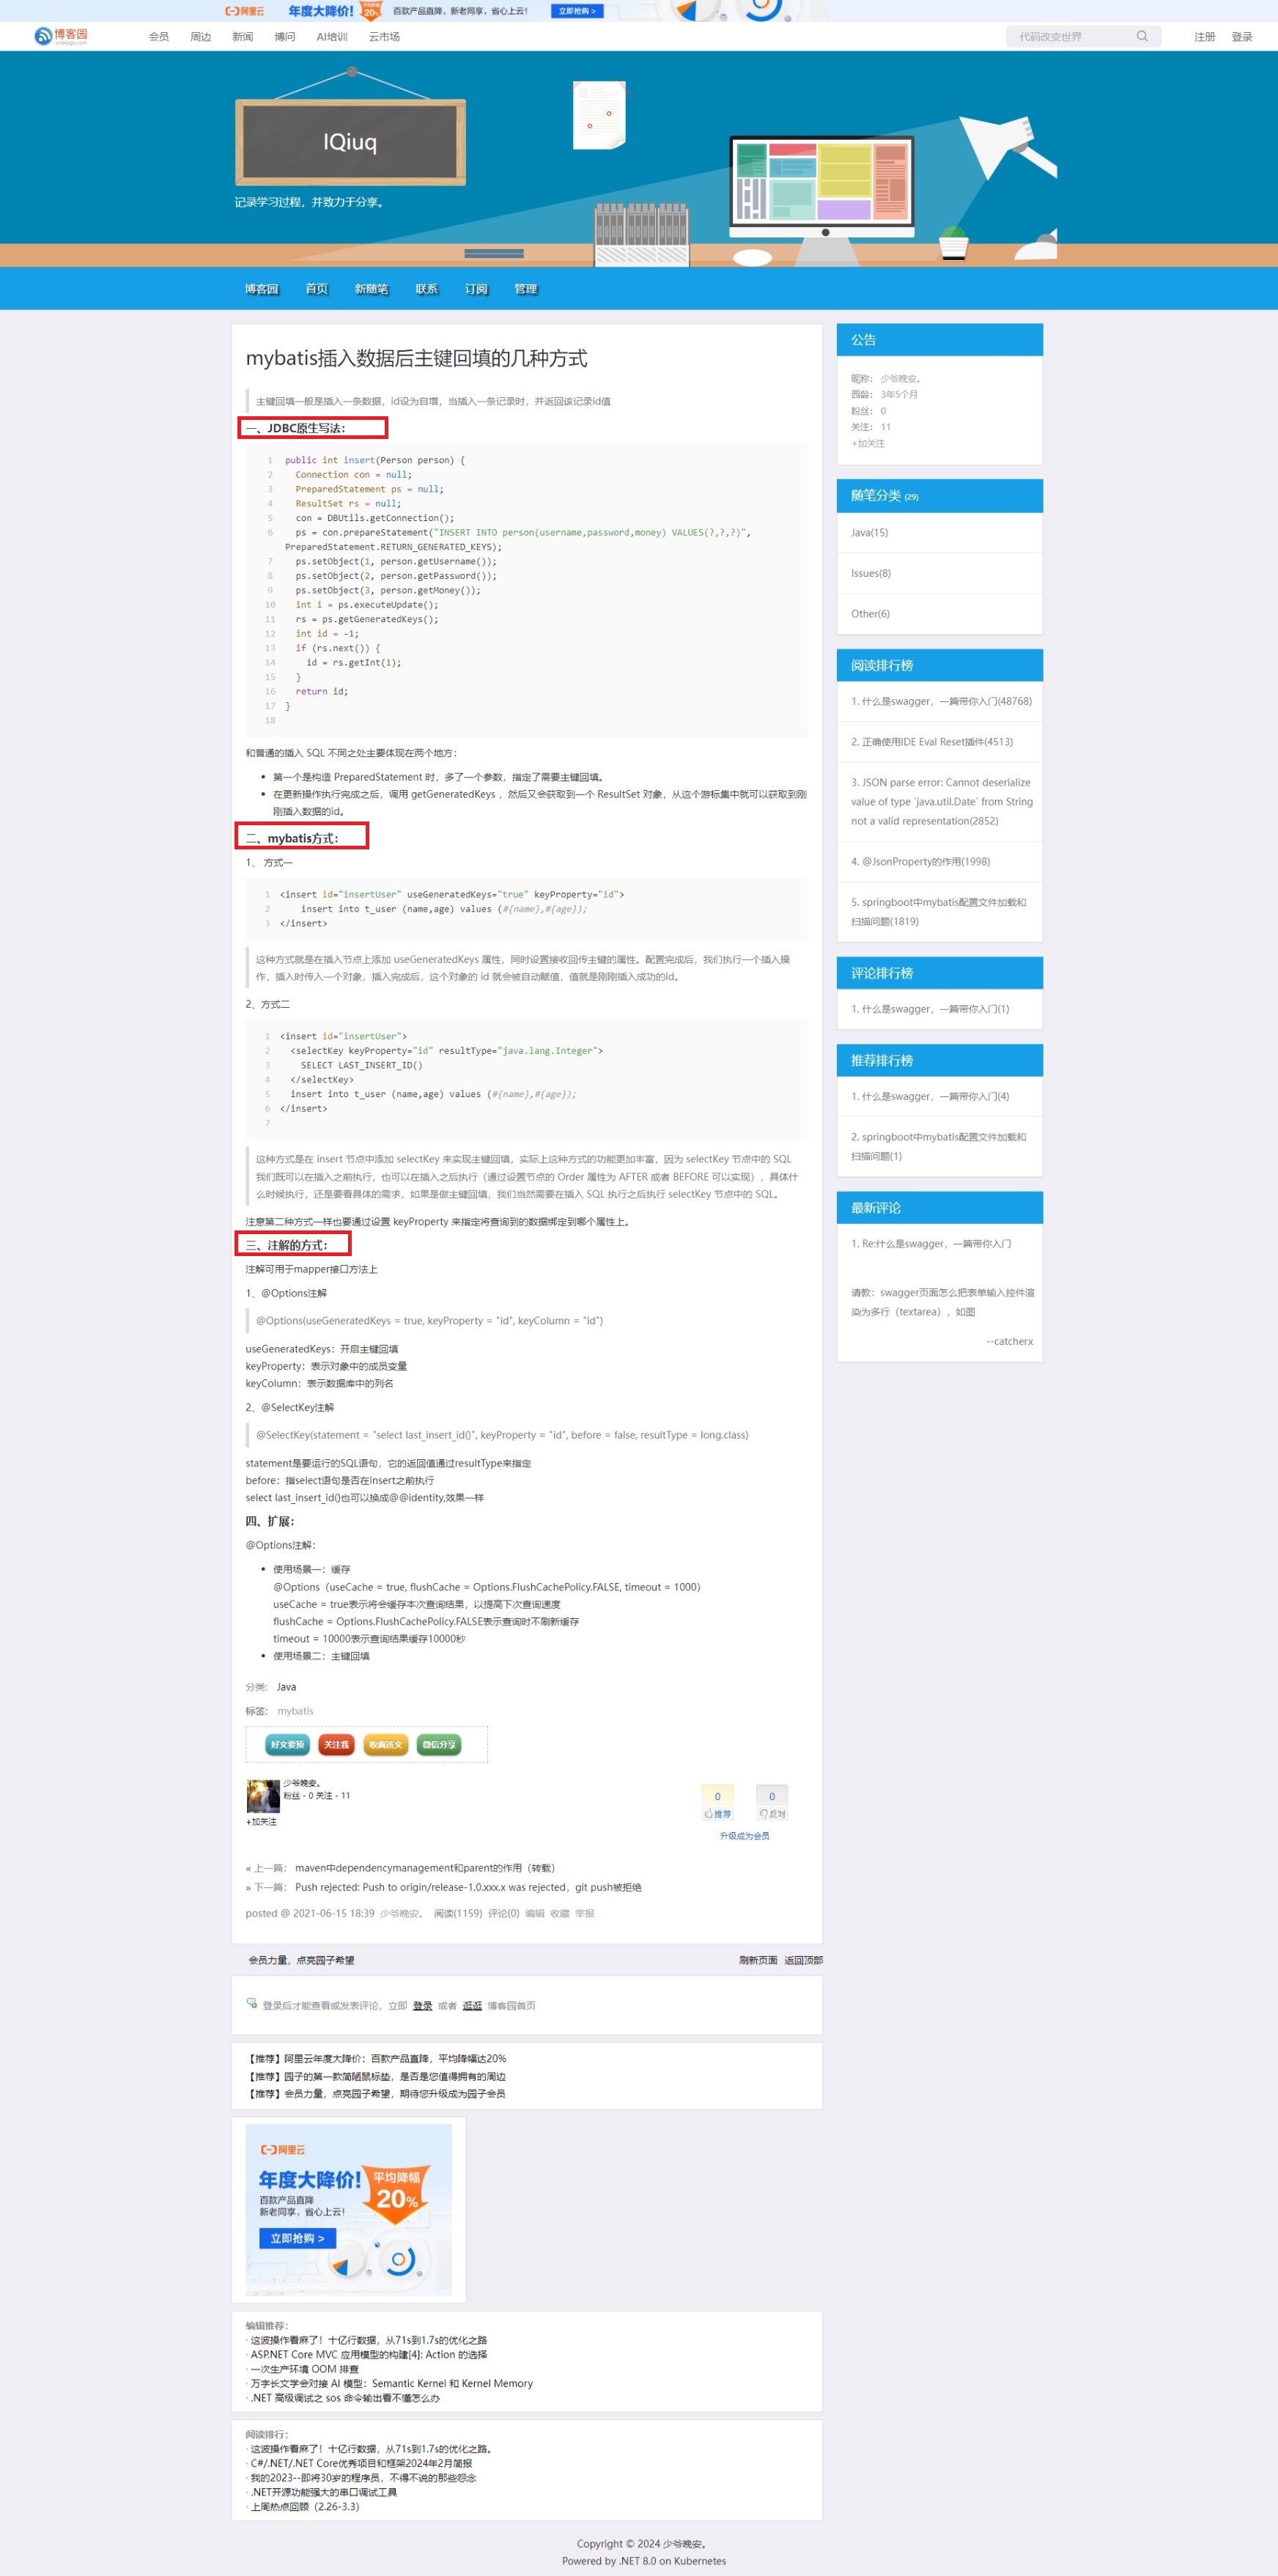 阿里云 年度大降价! 20% 百款产品直降，新老同享，省心上云！ 立即抢购 >
博客园 会员 周边 新闻 博问 AI培训 云市场 代码改变世界 注册 登录
cnblogs.com
IQiuq
记录学习过程，并致力于分享。
博客园 首页 新随笔 联系 订阅 管理
mybatis插入数据后主键回填的几种方式
主键回填一般是插入一条数据，id设为自增，当插入一条记录时，并返回该记录id值
一、JDBC原生写法：
1 public int insert(Person person) {
2 Connection con = null;
3 PreparedStatement ps = null;
4 ResultSet rs = null;
5 con = DBUtils.getConnection();
6 ps = con.prepareStatement("INSERT INTO person(username,password,money) VALUES(?,?,?)",
PreparedStatement.RETURN_GENERATED_KEYS);
7 ps.setObject(1, person.getUsername());
8 ps.setObject(2, person.getPassword());
9 ps.setObject(3, person.getMoney());
10 int i = ps.executeUpdate();
11 rs = ps.getGeneratedKeys();
12 int id = -1;
13 if (rs.next()) {
14 id = rs.getInt(1);
15 }
16 return id;
17 }
18
和普通的插入 SQL 不同之处主要体现在两个地方：
• 第一个是构造 PreparedStatement 时，多了一个参数，指定了需要主键回填。
• 在更新操作执行完成之后，调用 getGeneratedKeys ，然后又会获取到一个 ResultSet 对象，从这个游标集中就可以获取到刚
刚插入数据的id。
二、mybatis方式：
1、 方式一
1 <insert id="insertUser" useGeneratedKeys="true" keyProperty="id">
2 insert into t_user (name,age) values (#{name},#{age});
3 </insert>
这种方式就是在插入节点上添加 useGeneratedKeys 属性，同时设置接收回传主键的属性。配置完成后，我们执行一个插入操
作，插入时传入一个对象，插入完成后，这个对象的 id 就会被自动赋值，值就是刚刚插入成功的id。
2、方式二
1 <insert id="insertUser">
2 <selectKey keyProperty="id" resultType="java.lang.Integer">
3 SELECT LAST_INSERT_ID()
4 </selectKey>
5 insert into t_user (name,age) values (#{name},#{age});
6 </insert>
7
这种方式是在 insert 节点中添加 selectKey 来实现主键回填，实际上这种方式的功能更加丰富，因为 selectKey 节点中的 SQL
我们既可以在插入之前执行，也可以在插入之后执行（通过设置节点的 Order 属性为 AFTER 或者 BEFORE 可以实现），具体什
么时候执行，还是要看具体的需求，如果是做主键回填，我们当然需要在插入 SQL 执行之后执行 selectKey 节点中的 SQL。
注意第二种方式一样也要通过设置 keyProperty 来指定将查询到的数据绑定到哪个属性上。
三、注解的方式：
注解可用于mapper接口方法上
1、@Options注解
@Options(useGeneratedKeys = true, keyProperty = "id", keyColumn = "id")
useGeneratedKeys：开启主键回填
keyProperty：表示对象中的成员变量
keyColumn：表示数据库中的列名
2、@SelectKey注解
@SelectKey(statement = "select last_insert_id()", keyProperty = "id", before = false, resultType = long.class)
statement是要运行的SQL语句，它的返回值通过resultType来指定
before：指select语句是否在insert之前执行
select last_insert_id()也可以换成@@identity,效果一样
四、扩展：
@Options注解：
• 使用场景一：缓存
@Options（useCache = true, flushCache = Options.FlushCachePolicy.FALSE, timeout = 1000）
useCache = true表示将会缓存本次查询结果，以提高下次查询速度
flushCache = Options.FlushCachePolicy.FALSE表示查询时不刷新缓存
timeout = 10000表示查询结果缓存10000秒
• 使用场景二：主键回填
分类： Java
标签： mybatis
好文要顶 关注我 收藏该文 微信分享
少爷晚安。
粉丝 - 0 关注 - 11
+加关注
0 0
推荐 反对
升级成为会员
« 上一篇： maven中dependencymanagement和parent的作用（转载）
» 下一篇： Push rejected: Push to origin/release-1.0.xxx.x was rejected，git push被拒绝
posted @ 2021-06-15 18:39 少爷晚安。 阅读(1159) 评论(0) 编辑 收藏 举报
会员力量，点亮园子希望 刷新页面 返回顶部
登录后才能查看或发表评论，立即 登录 或者 逛逛 博客园首页
【推荐】阿里云年度大降价：百款产品直降，平均降幅达20%
【推荐】园子的第一款简陋鼠标垫，是否是您值得拥有的周边
【推荐】会员力量，点亮园子希望，期待您升级成为园子会员
阿里云
年度大降价!
平均降幅
20%
百款产品直降
新老同享，省心上云！
立即抢购 >
编辑推荐：
· 这波操作看麻了！十亿行数据，从71s到1.7s的优化之路
· ASP.NET Core MVC 应用模型的构建[4]: Action 的选择
· 一次生产环境 OOM 排查
· 万字长文学会对接 AI 模型：Semantic Kernel 和 Kernel Memory
· .NET 高级调试之 sos 命令输出看不懂怎么办
阅读排行：
· 这波操作看麻了！十亿行数据，从71s到1.7s的优化之路。
· C#/.NET/.NET Core优秀项目和框架2024年2月简报
· 我的2023--即将30岁的程序员，不得不说的那些怨念
· .NET开源功能强大的串口调试工具
· 上周热点回顾（2.26-3.3）
公告
昵称： 少爷晚安。
园龄： 3年5个月
粉丝： 0
关注： 11
+加关注
随笔分类 (29)
Java(15)
Issues(8)
Other(6)
阅读排行榜
1. 什么是swagger，一篇带你入门(48768)
2. 正确使用IDE Eval Reset插件(4513)
3. JSON parse error: Cannot deserialize
value of type `java.util.Date` from String
not a valid representation(2852)
4. @JsonProperty的作用(1998)
5. springboot中mybatis配置文件加载和
扫描问题(1819)
评论排行榜
1. 什么是swagger，一篇带你入门(1)
推荐排行榜
1. 什么是swagger，一篇带你入门(4)
2. springboot中mybatis配置文件加载和
扫描问题(1)
最新评论
1. Re:什么是swagger，一篇带你入门
请教：swagger页面怎么把表单输入控件渲
染为多行（textarea），如图
--catcherx
Copyright © 2024 少爷晚安。
Powered by .NET 8.0 on Kubernetes